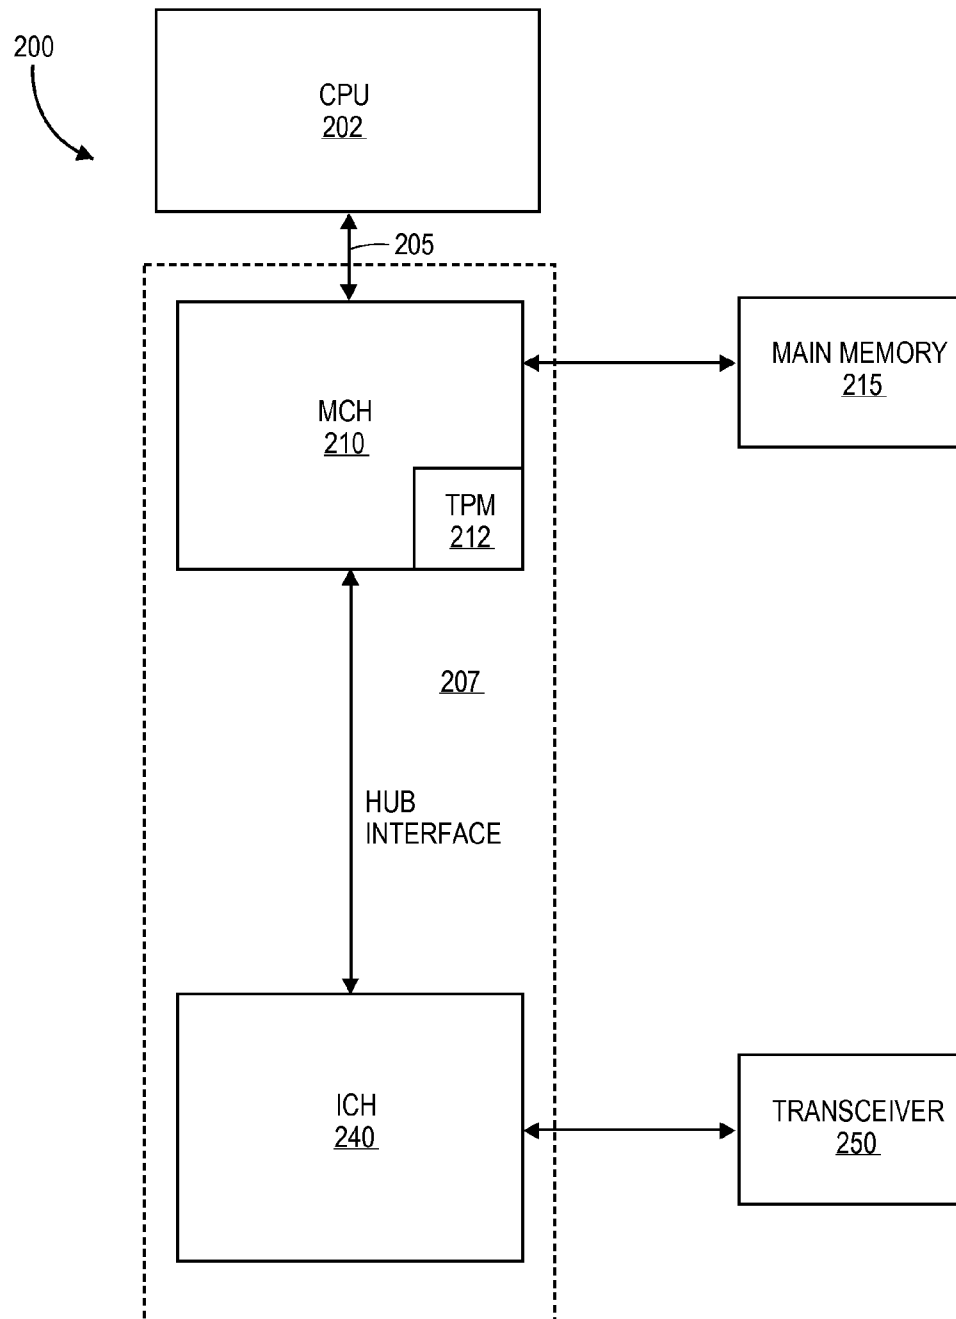 200
CPU
202
205
MCH
210
TPM
212
MAIN MEMORY
215
207
HUB
INTERFACE
ICH
240
TRANSCEIVER
250